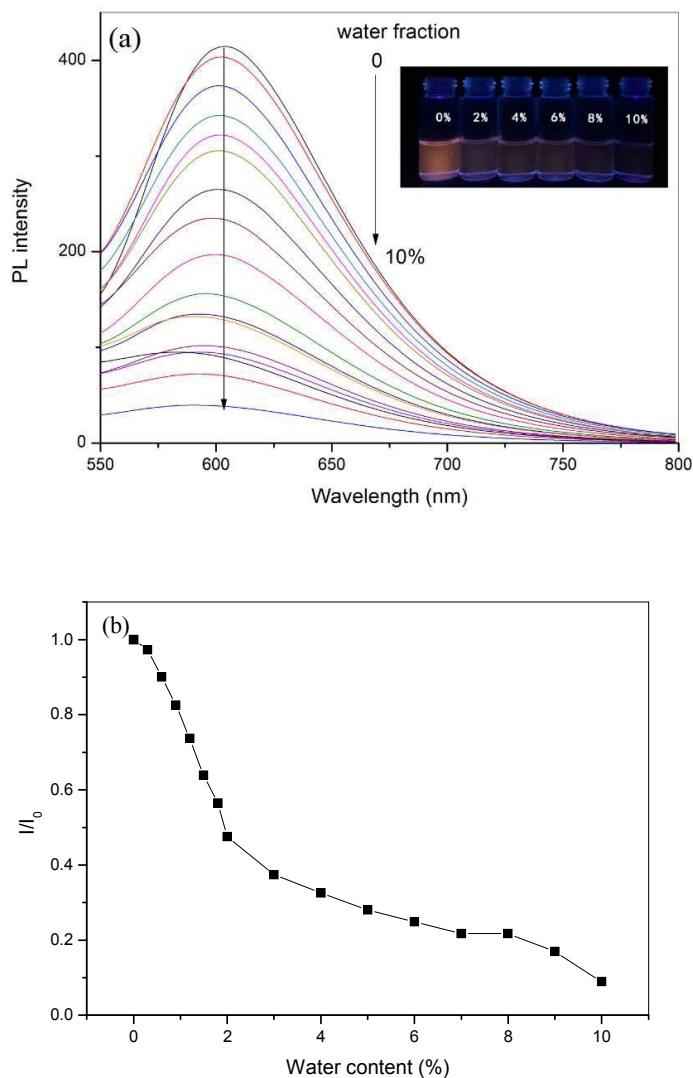 (a)
water fraction
0
0% 2% 4% 6% 8% 10%
10%
400
200
0
PL intensity
550 600 650 700 750 800
Wavelength (nm)
(b)
1.0
0.8
0.6
0.4
0.2
0.0
I/I0
0 2 4 6 8 10
Water content (%)